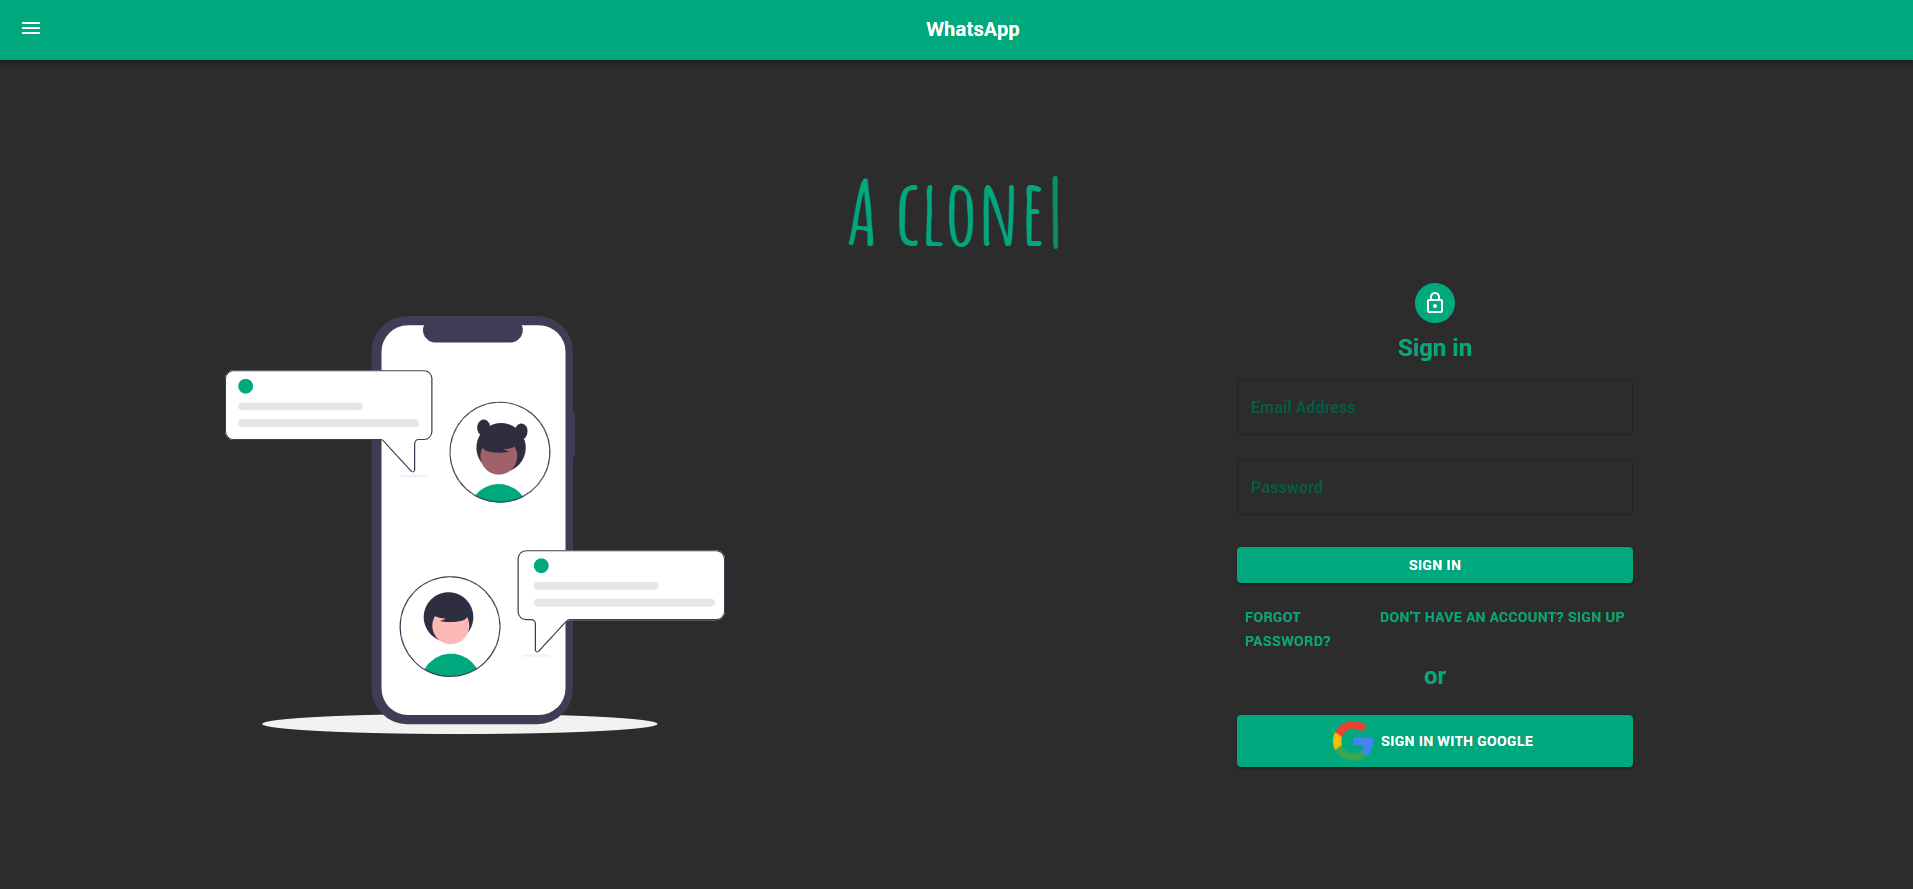 WhatsApp
A clone
Sign in
Email Address
Password
SIGN IN
FORGOT
PASSWORD?
DON'T HAVE AN ACCOUNT? SIGN UP
or
SIGN IN WITH GOOGLE